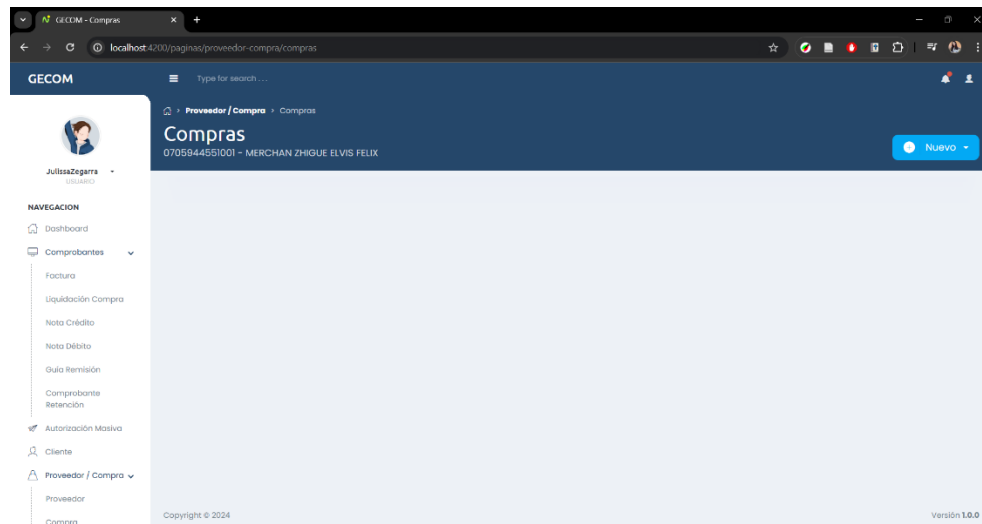 GECOM - Compras
localhost:4200/paginas/proveedor-compra/compras
GECOM
Type for search . . .
Proveedor / Compra > Compras
Compras
0705944551001 - MERCHAN ZHIGUE ELVIS FELIX
Nuevo
JulissaZegarra
USUARIO
NAVEGACION
Dashboard
Comprobantes
Factura
Liquidación Compra
Nota Crédito
Nota Débito
Guía Remisión
Comprobante
Retención
Autorización Masiva
Cliente
Proveedor / Compra
Proveedor
Compra
Copyright © 2024
Versión 1.0.0